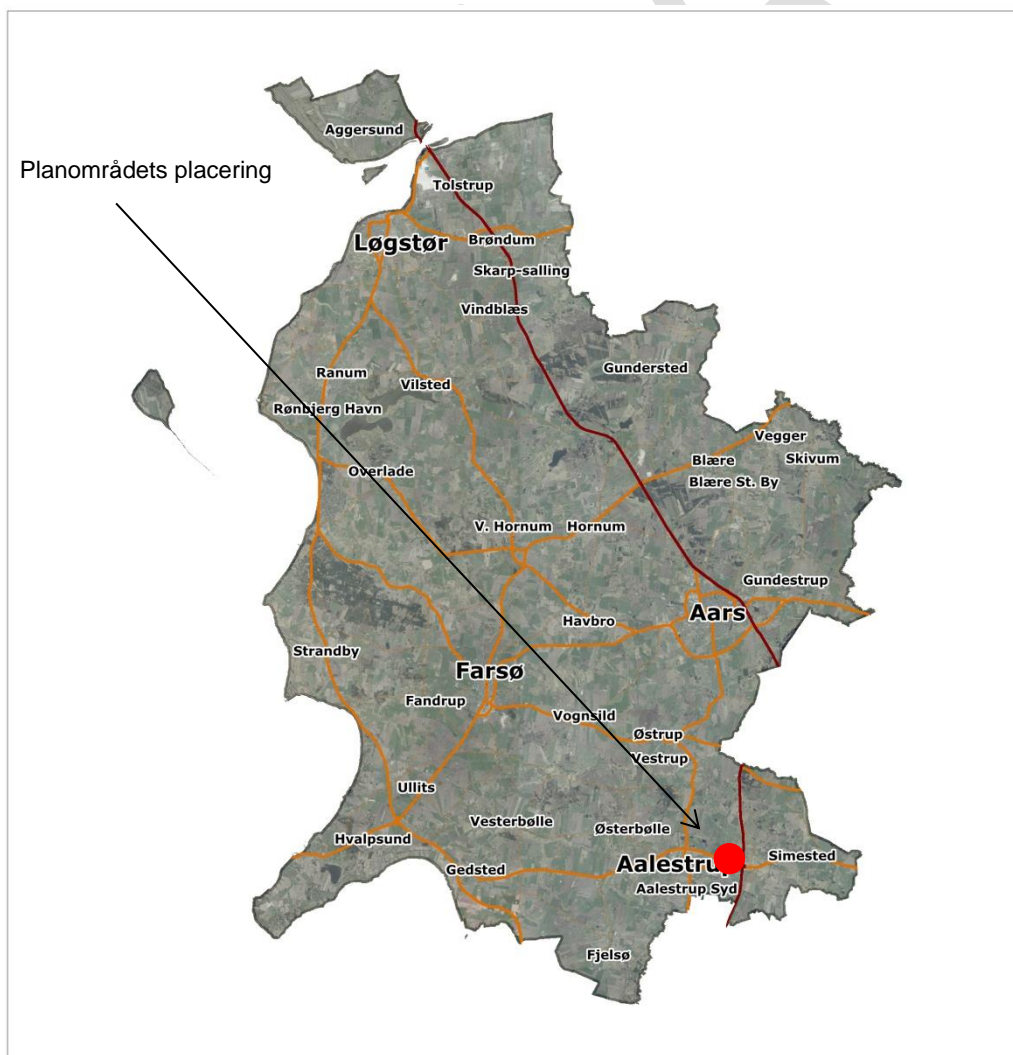 Aggersund
Planområdets placering
Tolstrup
Løgstør
Brøndum
Skarp-salling
Vindblæs
Gundersted
Ranum
Vilsted
Rønbjerg Havn
Vegger
Blære
Skivum
Overlade
Blære St. By
V. Hornum
Hornum
Gundestrup
Aars
Havbro
Strandby
Farsø
Fandrup
Vognsild
Østrup
Vestrup
Ullits
Vesterbølle
Østerbølle
Hvalpsund
Gedsted
Aalestrup
Simested
Aalestrup Syd
Fjelsø